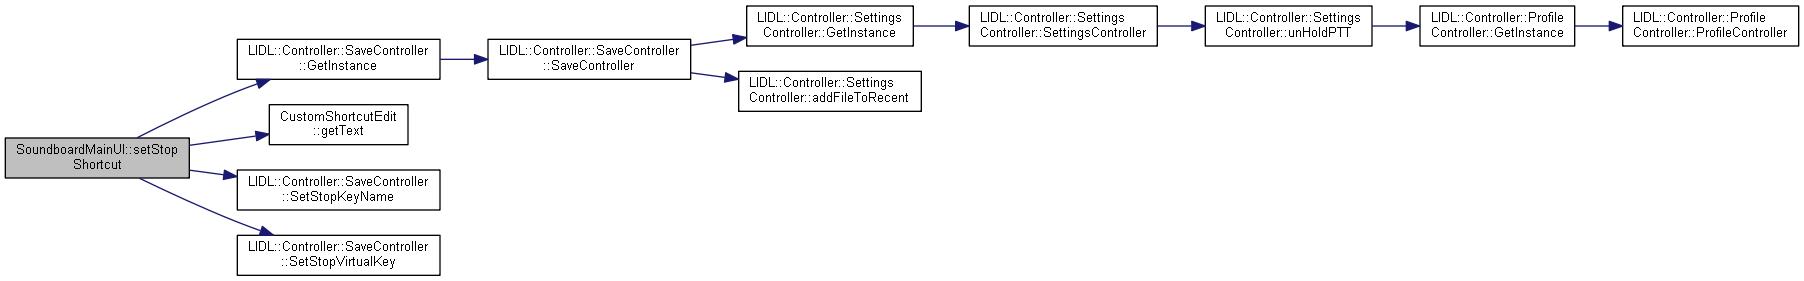 SoundboardMainUI::setStop
Shortcut
LIDL::Controller::SaveController
::GetInstance
LIDL::Controller::SaveController
::SaveController
LIDL::Controller::Settings
Controller::GetInstance
LIDL::Controller::Settings
Controller::SettingsController
LIDL::Controller::Settings
Controller::unHoldPTT
LIDL::Controller::Profile
Controller::GetInstance
LIDL::Controller::Profile
Controller::ProfileController
LIDL::Controller::Settings
Controller::addFileToRecent
CustomShortcutEdit
::getText
LIDL::Controller::SaveController
::SetStopKeyName
LIDL::Controller::SaveController
::SetStopVirtualKey